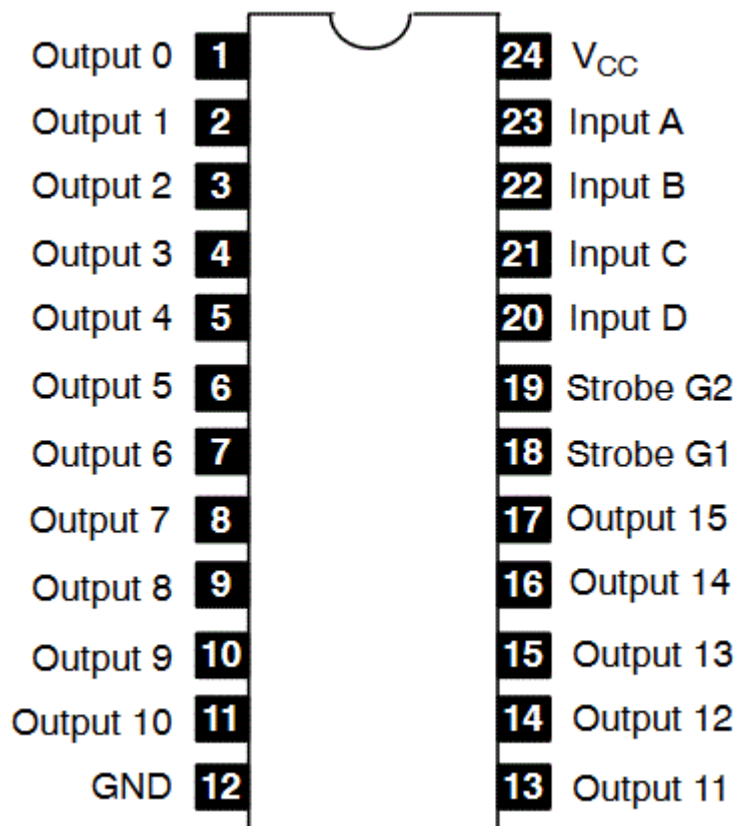 Output 0 1 24 VCC
Output 1 2 23 Input A
Output 2 3 22 Input B
Output 3 4 21 Input C
Output 4 5 20 Input D
Output 5 6 19 Strobe G2
Output 6 7 18 Strobe G1
Output 7 8 17 Output 15
Output 8 9 16 Output 14
Output 9 10 15 Output 13
Output 10 11 14 Output 12
GND 12 13 Output 11